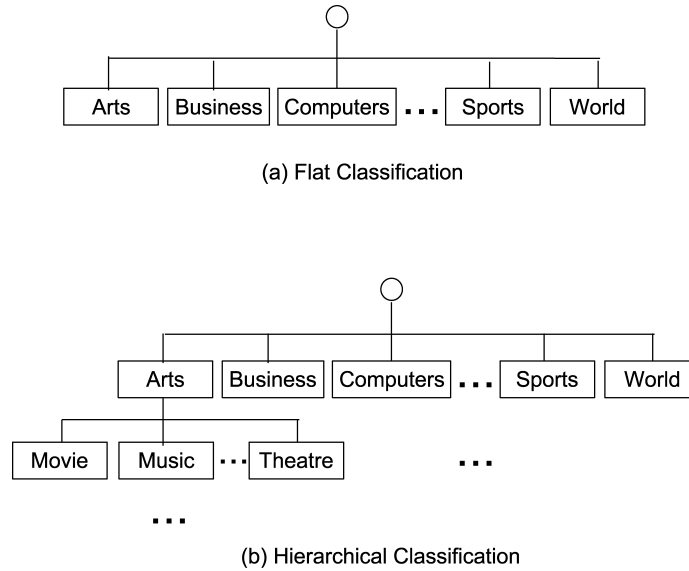 Arts Business Computers ... Sports World
(a) Flat Classification
Arts Business Computers ... Sports World
Movie Music ... Theatre ...
...
(b) Hierarchical Classification